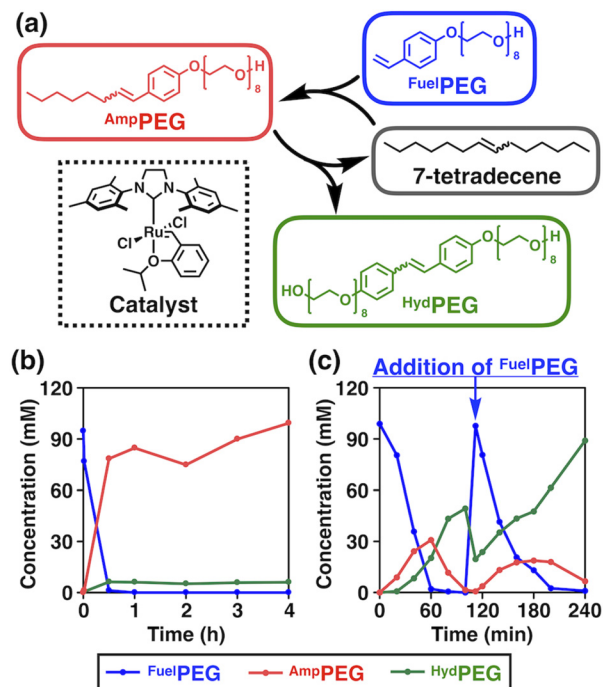 (a)
O
O
H
8
AmpPEG
O
O
H
8
FuelPEG
7-tetradecene
N
N
Cl
Ru
Cl
O
Catalyst
O
O
H
8
HO
O
8
HydPEG
(b)
120
90
60
30
0
Concentration (mM)
0 1 2 3 4
Time (h)
(c)
Addition of FuelPEG
120
90
60
30
0
Concentration (mM)
0 60 120 180 240
Time (min)
FuelPEG AmpPEG HydPEG